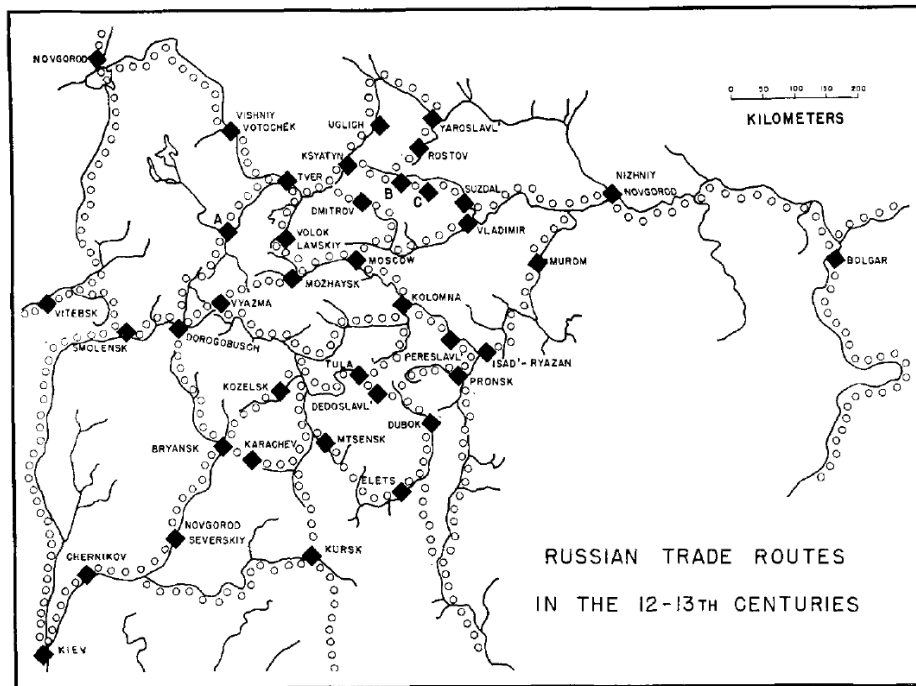 NOVGOROD
VISHNIY
VOTOCHËK
UGLICH
YAROSLAVL'
KSYATYN
ROSTOV
0 50 100 150 200
KILOMETERS
TVER
B
C
SUZDAL
NIZHNIY
NOVGOROD
A
DMITROV
VOLOK
LAMSKIY
VLADIMIR
MOSCOW
MUROM
BOLGAR
MOZHAYSK
VITEBSK
VYAZMA
KOLOMNA
SMOLENSK
DOROGOBUSCH
PERESLAVL'
ISAD'-RYAZAN
TULA
PRONSK
KOZELSK
DEDOSLAVL'
DUBOK
BRYANSK
KARACHEV
MTSENSK
ELETS
NOVGOROD
SEVERSKIY
KURSK
CHERNIKOV
KIEV
RUSSIAN TRADE ROUTES
IN THE 12-13TH CENTURIES